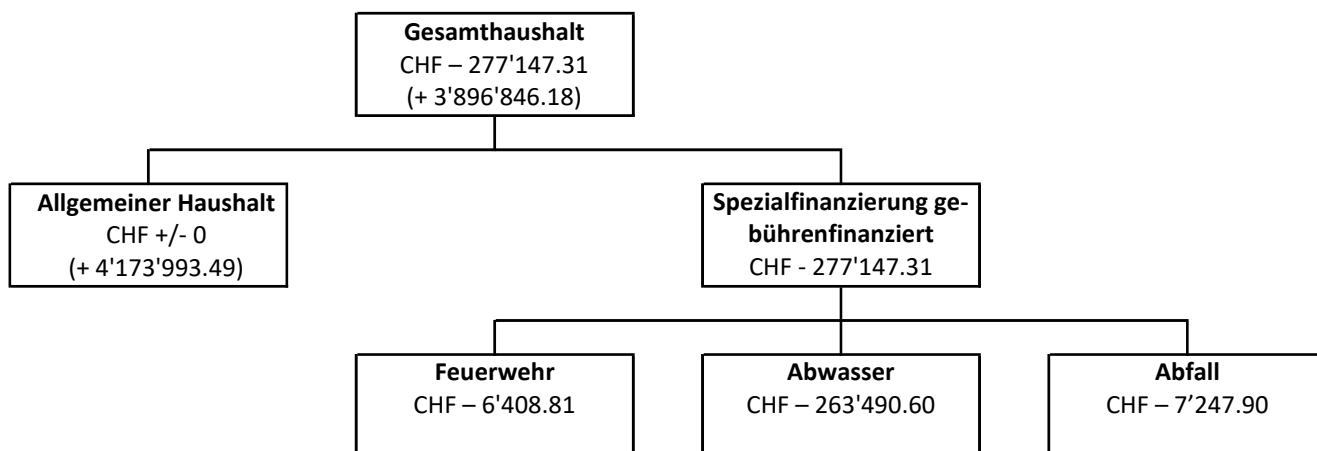 Gesamthaushalt
CHF – 277'147.31
(+ 3'896'846.18)
Allgemeiner Haushalt
CHF +/- 0
(+ 4'173'993.49)
Spezialfinanzierung ge-
bührenfinanziert
CHF - 277'147.31
Feuerwehr
CHF – 6'408.81
Abwasser
CHF – 263'490.60
Abfall
CHF – 7’247.90